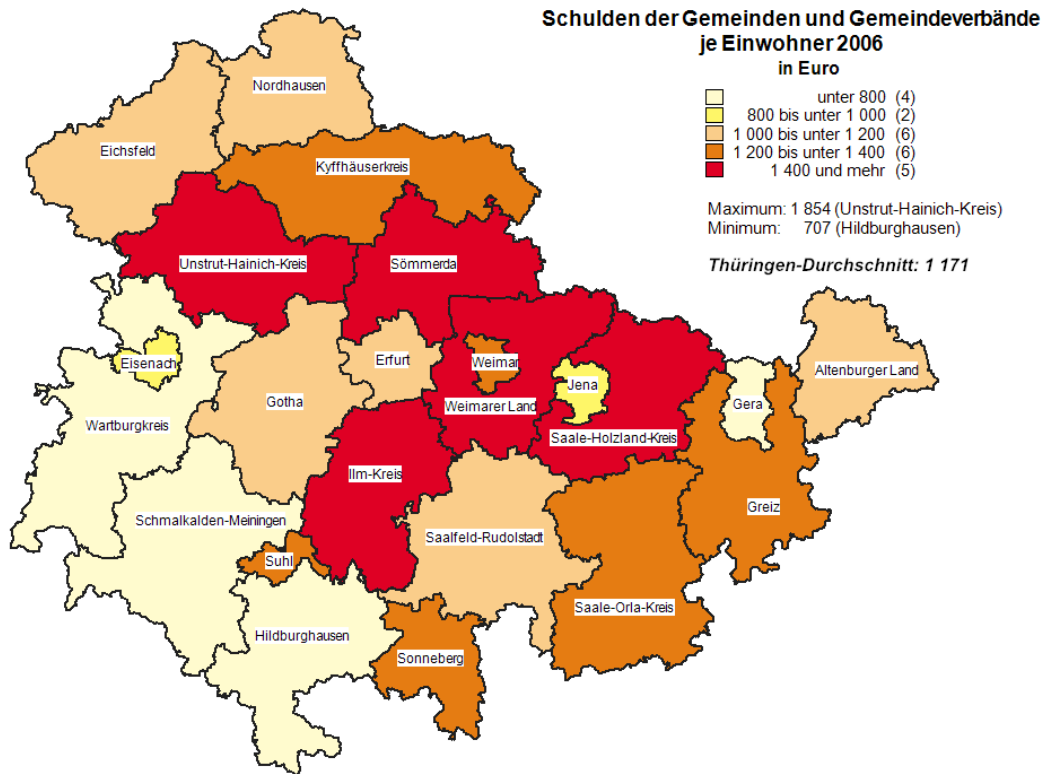 Schulden der Gemeinden und Gemeindeverbände
je Einwohner 2006
in Euro
unter 800 (4)
800 bis unter 1 000 (2)
1 000 bis unter 1 200 (6)
1 200 bis unter 1 400 (6)
1 400 und mehr (5)
Maximum: 1 854 (Unstrut-Hainich-Kreis)
Minimum: 707 (Hildburghausen)
Thüringen-Durchschnitt: 1 171
Nordhausen
Eichsfeld
Kyffhäuserkreis
Unstrut-Hainich-Kreis
Sömmerda
Eisenach
Erfurt
Weimar
Altenburger Land
Jena
Gotha
Weimarer Land
Gera
Wartburgkreis
Saale-Holzland-Kreis
Ilm-Kreis
Greiz
Schmalkalden-Meiningen
Saalfeld-Rudolstadt
Suhl
Saale-Orla-Kreis
Hildburghausen
Sonneberg